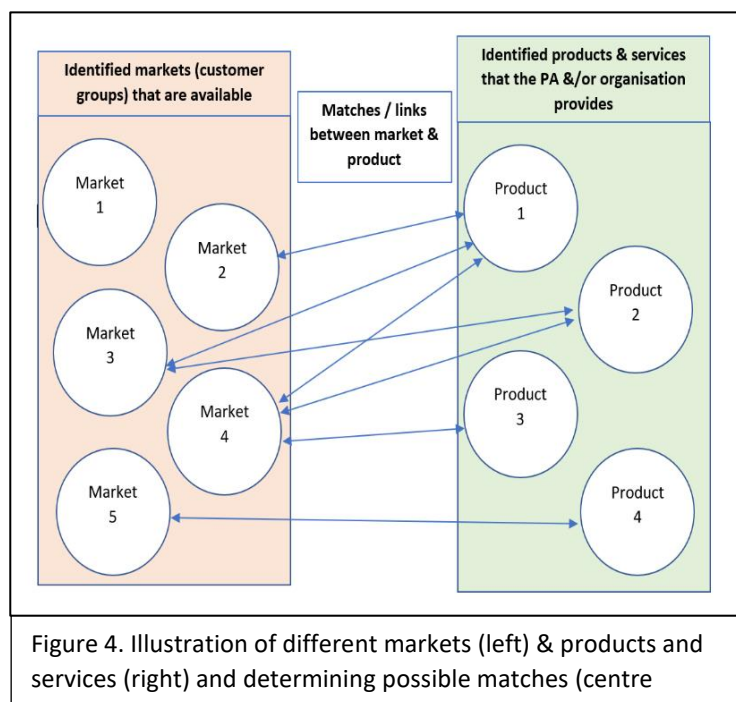 Identified markets (customer
groups) that are available
Matches / links
between market &
product
Identified products & services
that the PA &/or organisation
provides
Market
1
Market
2
Market
3
Market
4
Market
5
Product
1
Product
2
Product
3
Product
4
Figure 4. Illustration of different markets (left) & products and
services (right) and determining possible matches (centre